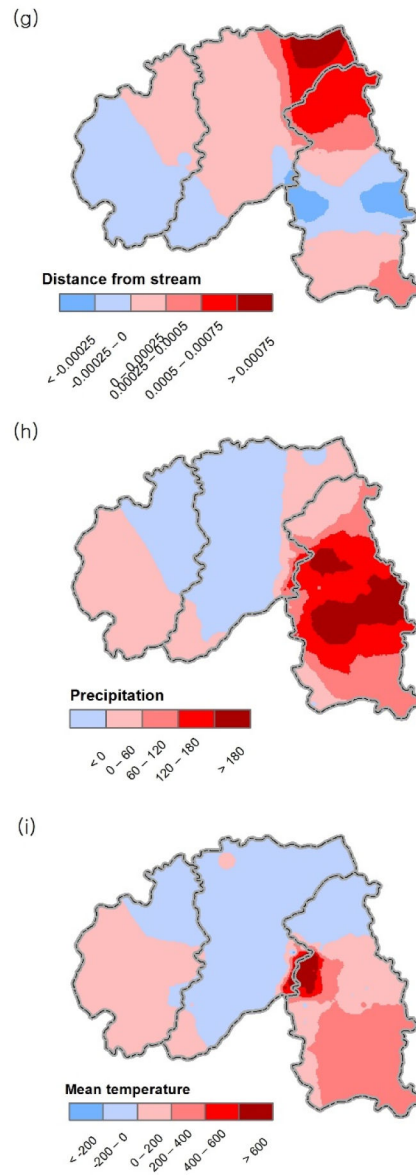 (g)
Distance from stream
< -0.00025
-0.00025 – 0
0 – 0.00025
0.00025 – 0.0005
0.0005 – 0.00075
> 0.00075
(h)
Precipitation
< 0
0 – 60
60 – 120
120 – 180
> 180
(i)
Mean temperature
< -200
-200 – 0
0 – 200
200 – 400
400 – 600
> 600